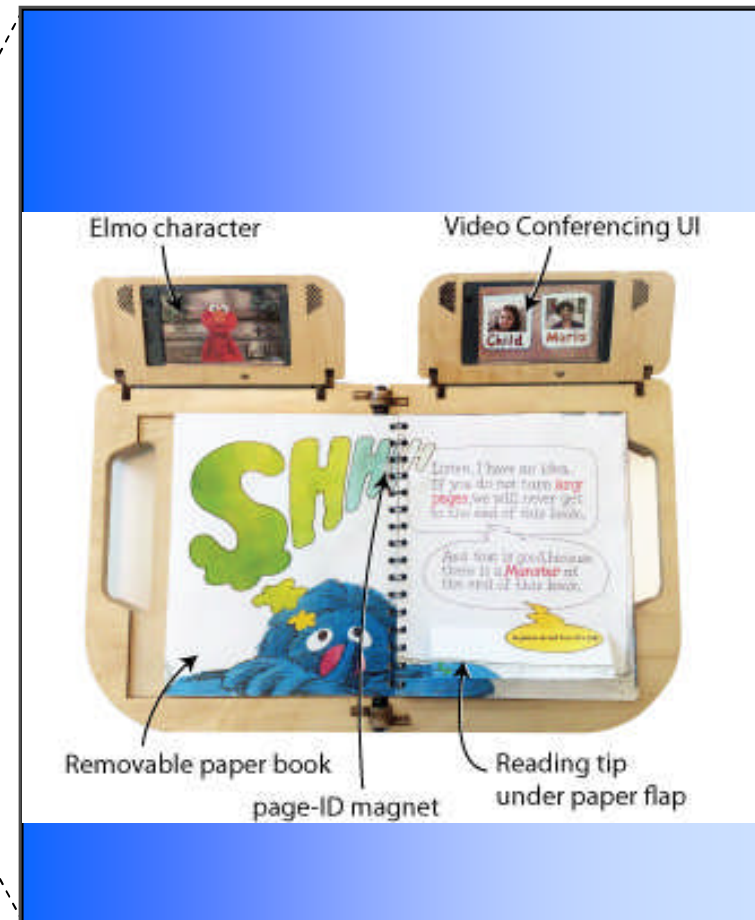 Elmo character
Video Conferencing UI
Child
Maria
SHHHH
Listen, I have an idea.
If you do not turn any
pages, we will never get
to the end of this book.
And that is good, because
there is a Monster at
the end of this book.
Removable paper book
page-ID magnet
Reading tip
under paper flap